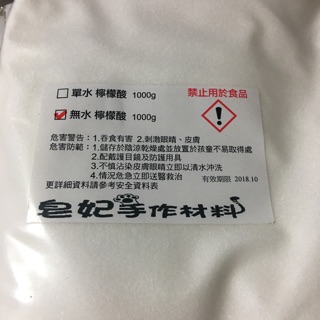 單水 檸檬酸 1000g
禁止用於食品
無水 檸檬酸 1000g
危害警告：1.吞食有害 2.刺激眼睛、皮膚
危害防範：1.儲存於陰涼乾燥處並放置於孩童不易取得處
2.配戴護目鏡及防護用具
3.不慎沾染皮膚眼睛立以清水沖洗
4.情況危急立即送醫救治
更詳細資料請參考安全資料表
有效期限 2018.10
皂妃手作材料